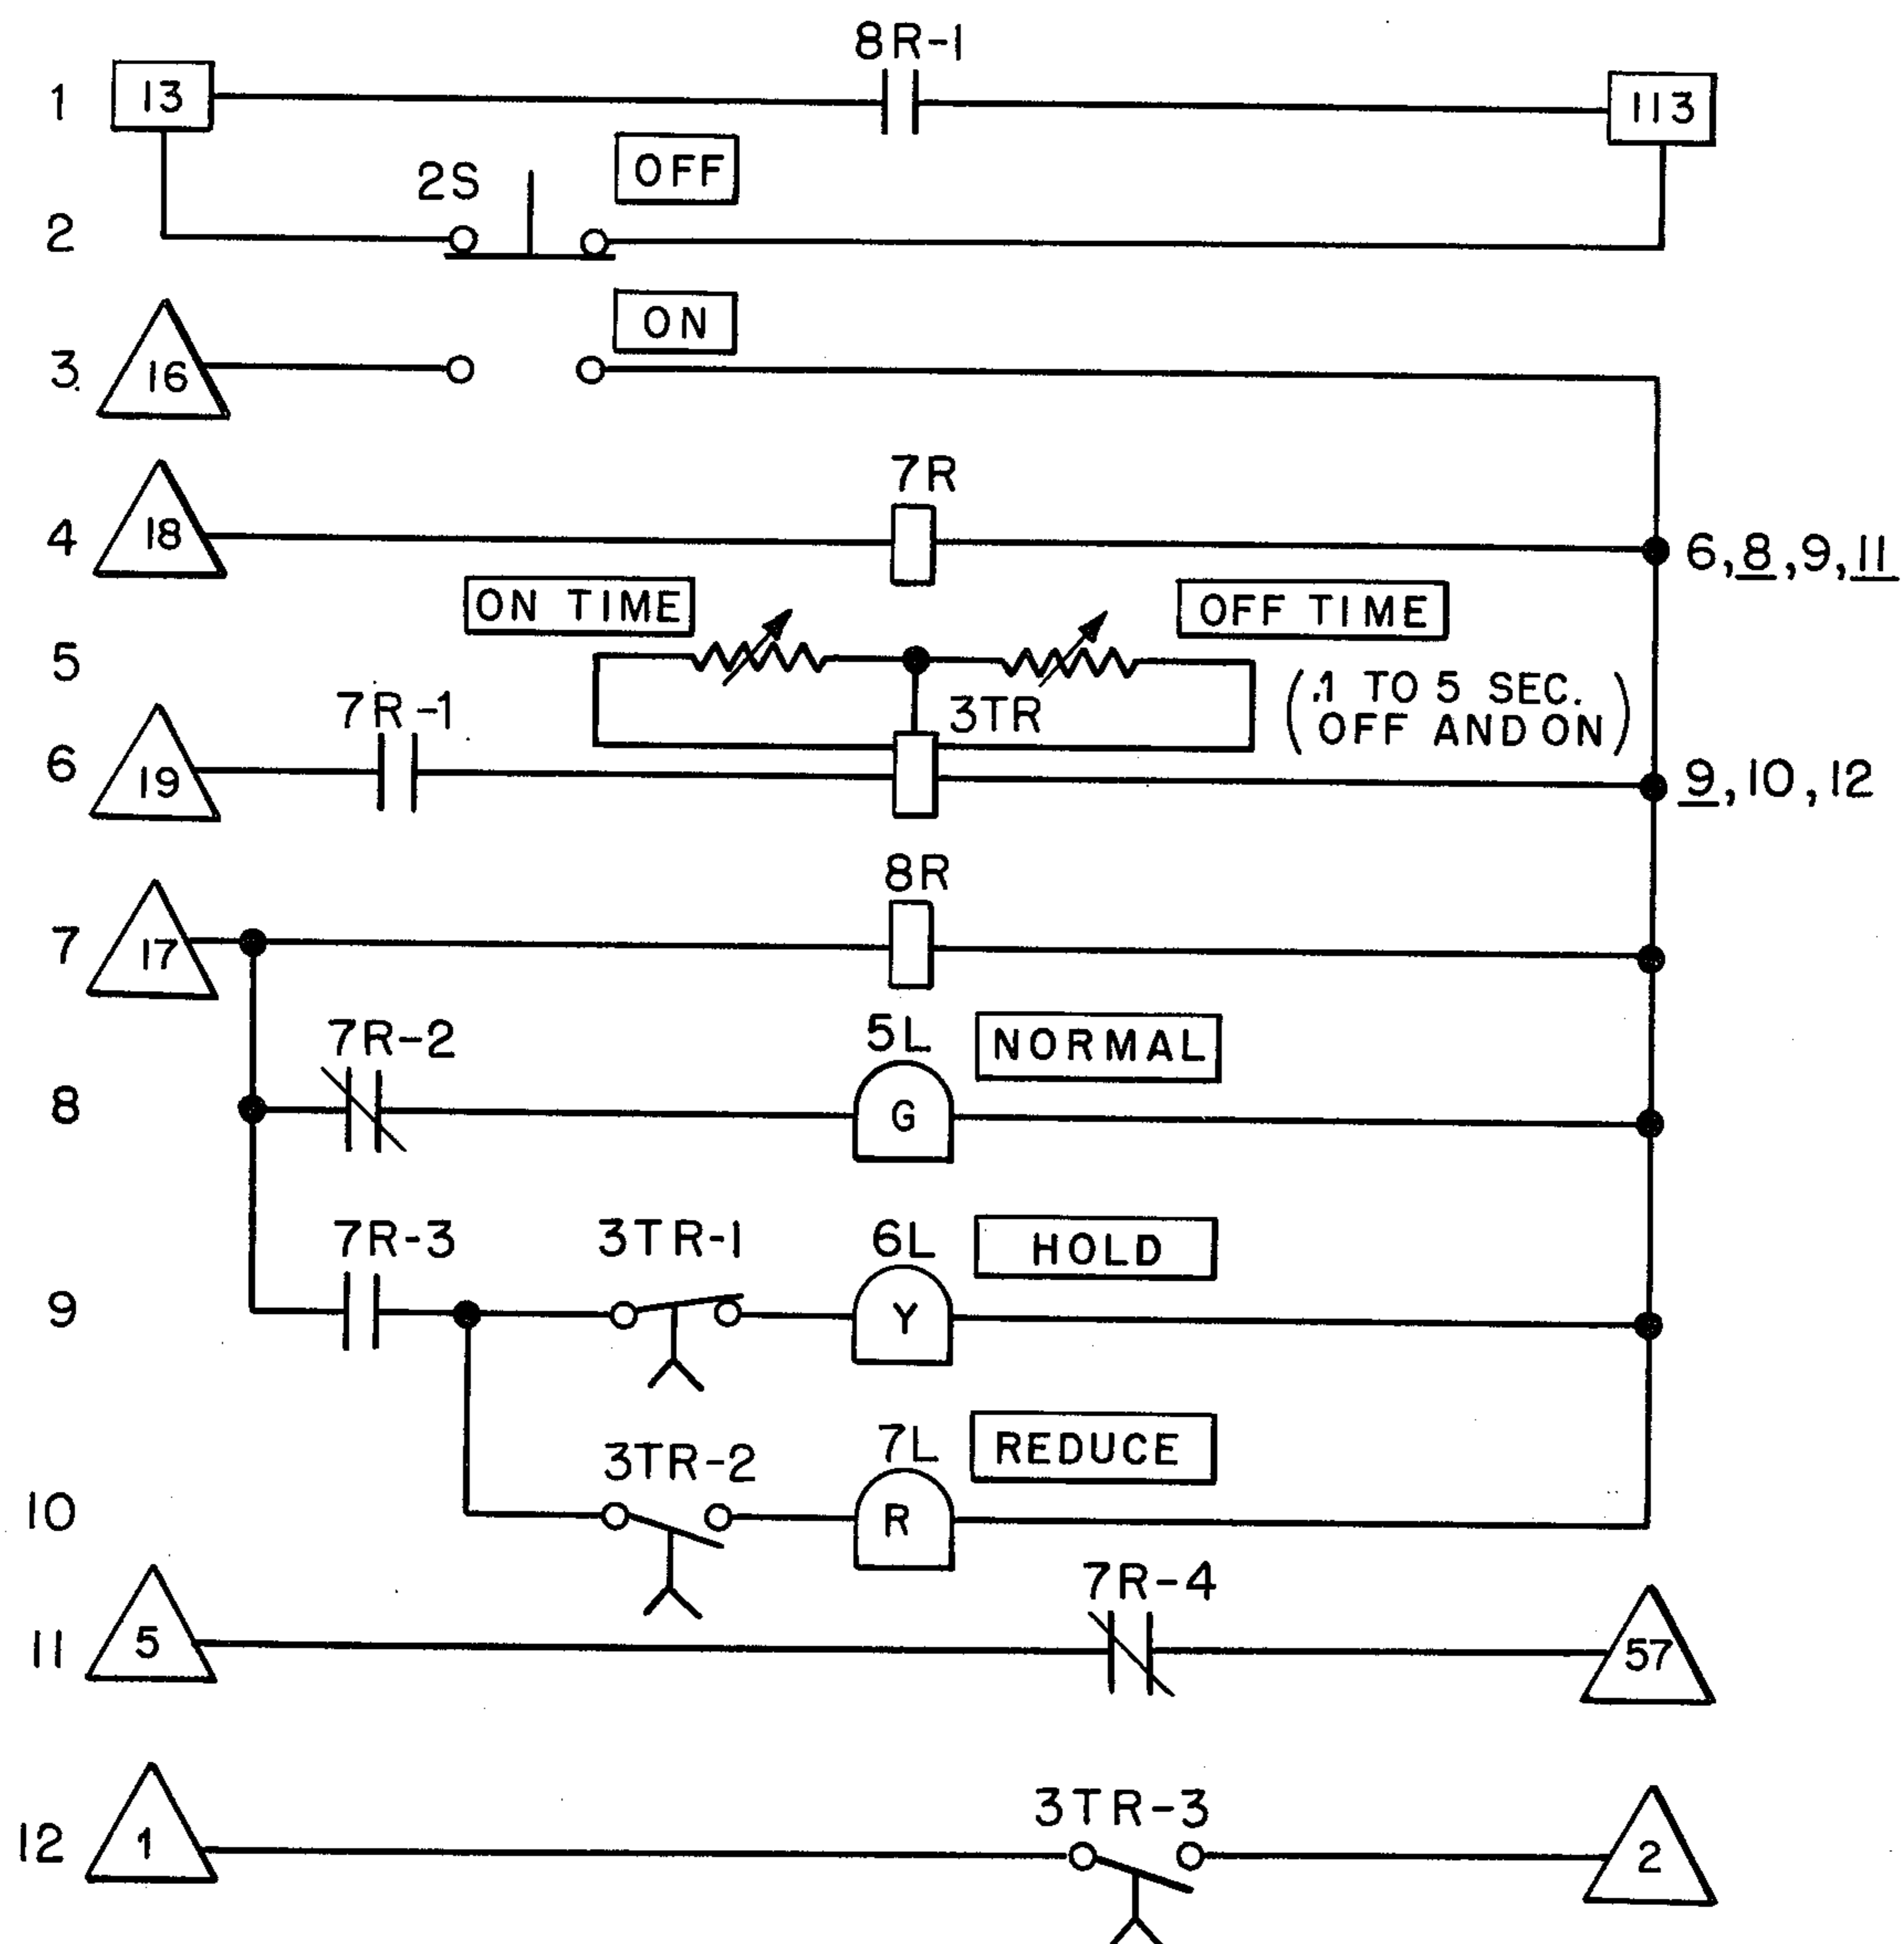 8R-1
1 13 113
2S OFF
2
ON
3 16
7R
4 18 6,8,9,11
ON TIME OFF TIME
5 (.1 TO 5 SEC.
OFF AND ON)
7R-1 3TR
6 19 9,10,12
8R
7 17
7R-2 5L NORMAL
8 G
7R-3 3TR-1 6L HOLD
9 Y
3TR-2 7L REDUCE
10 R
7R-4
11 5 57
3TR-3
12 1 2